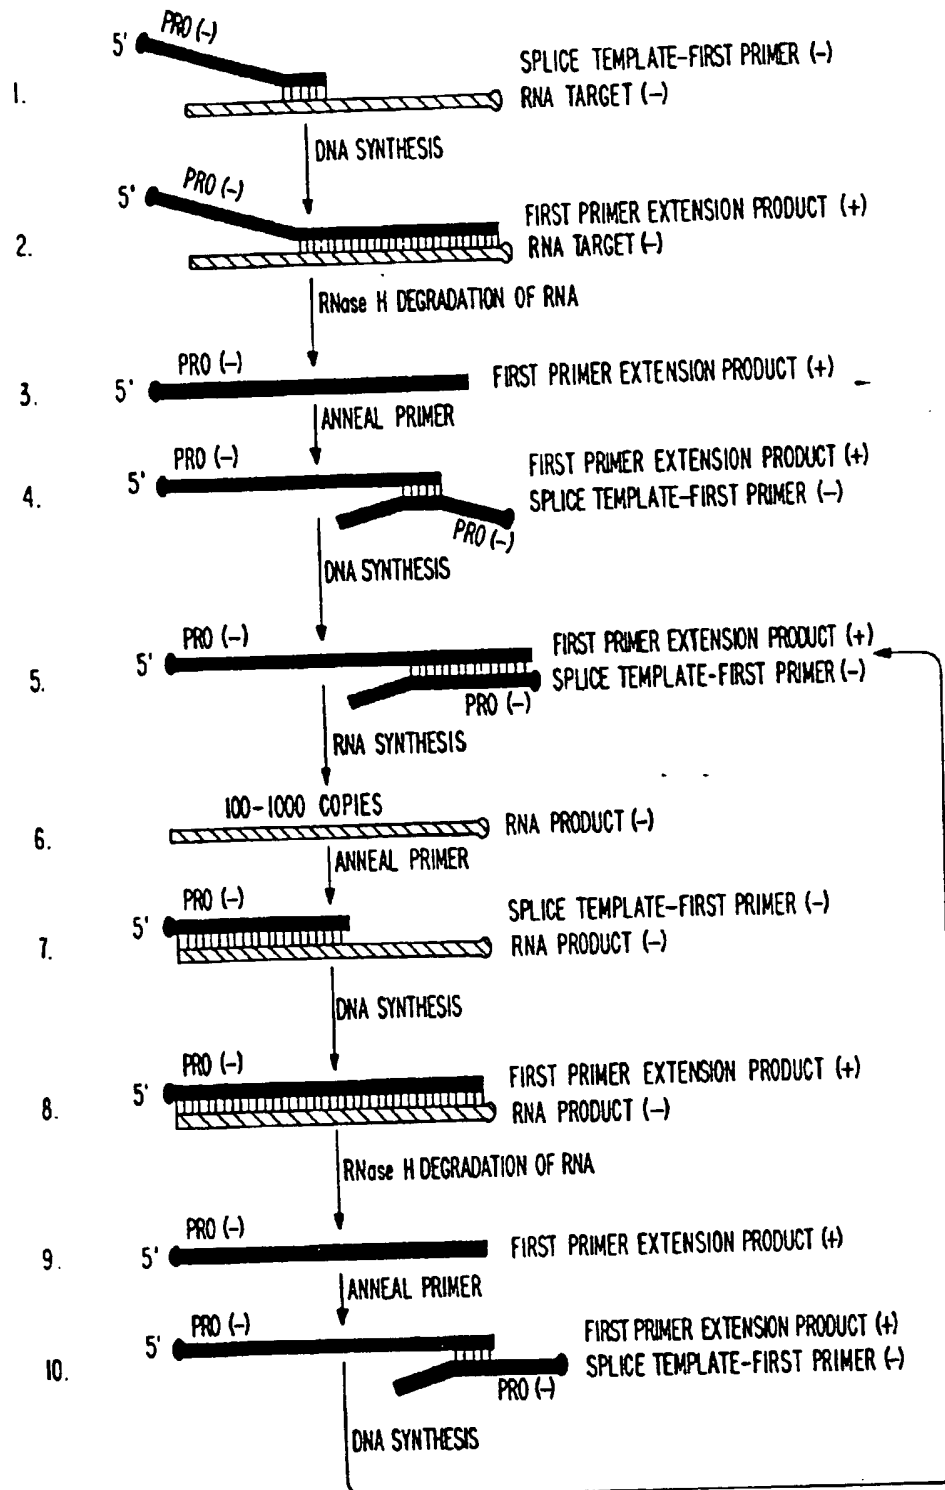 PRO (-)
5'
SPLICE TEMPLATE-FIRST PRIMER (-)
1.
RNA TARGET (-)
DNA SYNTHESIS
5'
PRO (-)
FIRST PRIMER EXTENSION PRODUCT (+)
2.
RNA TARGET (-)
RNase H DEGRADATION OF RNA
PRO (-)
3.
5'
FIRST PRIMER EXTENSION PRODUCT (+)
ANNEAL PRIMER
PRO (-)
FIRST PRIMER EXTENSION PRODUCT (+)
4.
5'
SPLICE TEMPLATE-FIRST PRIMER (-)
PRO (-)
DNA SYNTHESIS
PRO (-)
FIRST PRIMER EXTENSION PRODUCT (+)
5'
5.
SPLICE TEMPLATE-FIRST PRIMER (-)
PRO (-)
RNA SYNTHESIS
100-1000 COPIES
6.
RNA PRODUCT (-)
ANNEAL PRIMER
PRO (-)
SPLICE TEMPLATE-FIRST PRIMER (-)
5'
7.
RNA PRODUCT (-)
DNA SYNTHESIS
PRO (-)
FIRST PRIMER EXTENSION PRODUCT (+)
5'
8.
RNA PRODUCT (-)
RNase H DEGRADATION OF RNA
PRO (-)
9.
5'
FIRST PRIMER EXTENSION PRODUCT (+)
ANNEAL PRIMER
PRO (-)
FIRST PRIMER EXTENSION PRODUCT (+)
5'
10.
SPLICE TEMPLATE-FIRST PRIMER (-)
PRO (-)
DNA SYNTHESIS